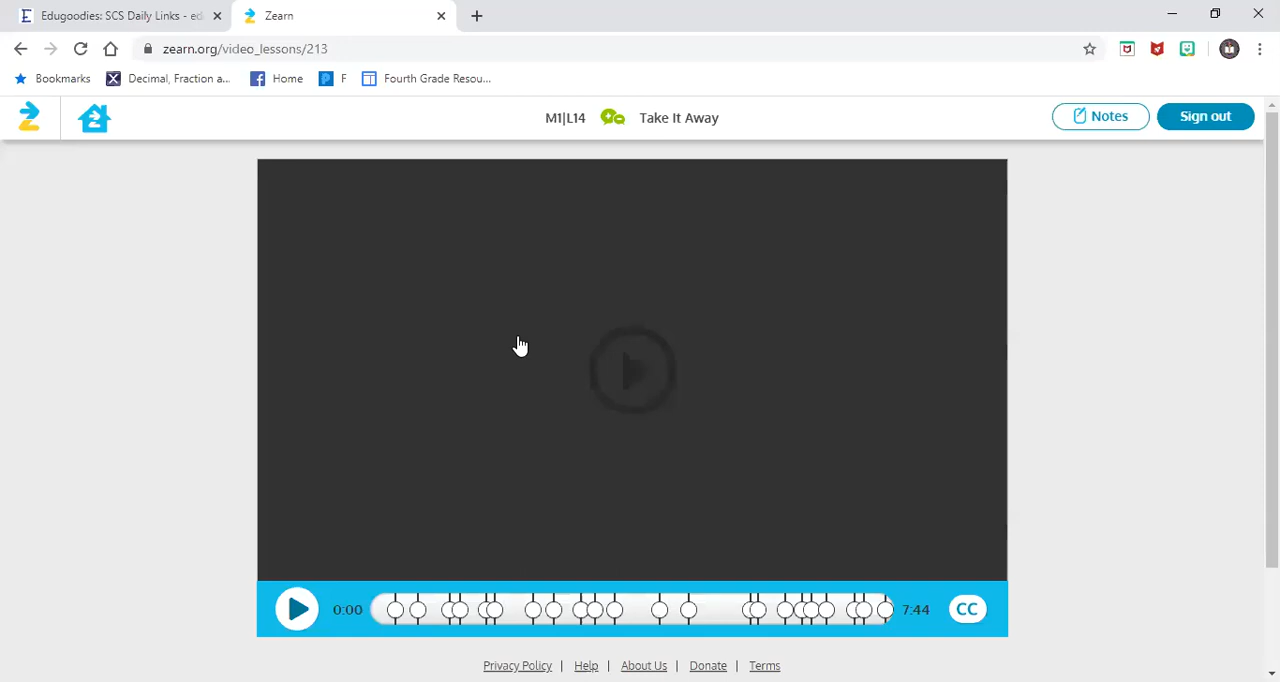 Edugoodies: SCS Daily Links - ed
Zearn
zearn.org/video_lessons/213
Bookmarks
Decimal, Fraction a...
Home
F
Fourth Grade Resou...
M1|L14
Take It Away
Notes
Sign out
0:00
7:44
CC
Privacy Policy | Help | About Us | Donate | Terms